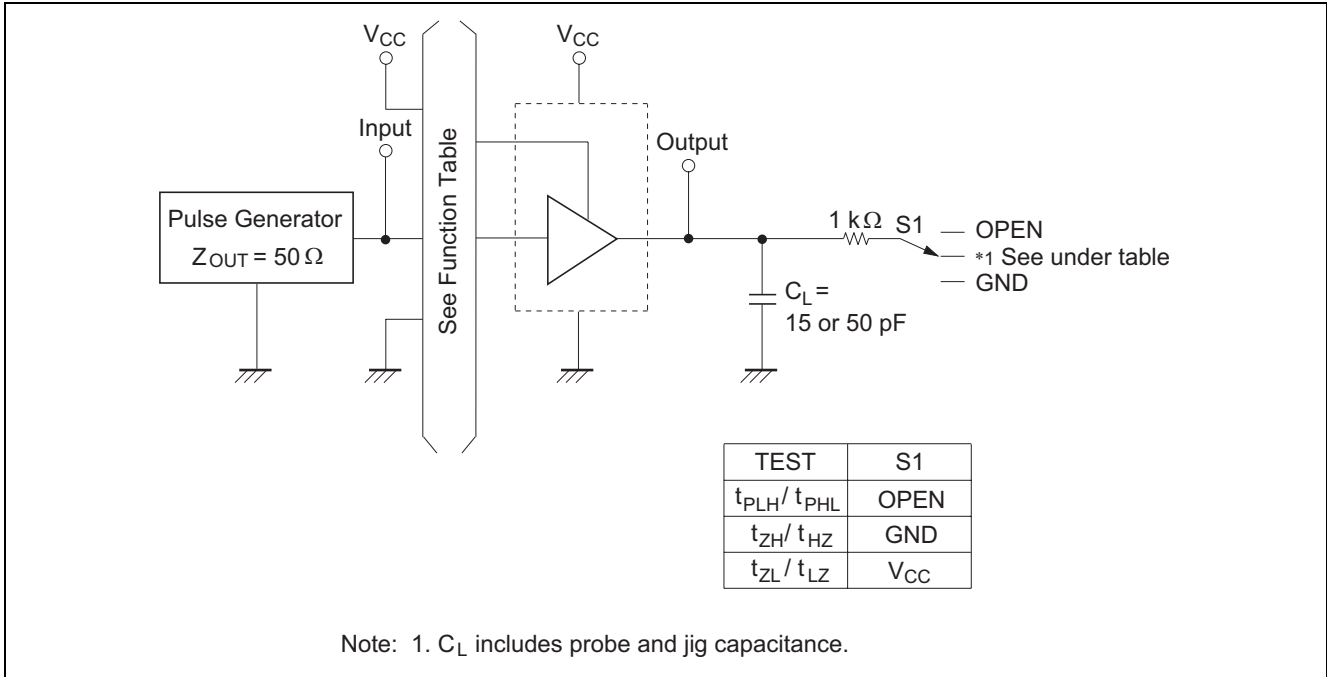 VCC
VCC
Input
Output
See Function Table
Pulse Generator
ZOUT = 50 Ω
1 kΩ
S1
OPEN
*1 See under table
GND
CL =
15 or 50 pF
TEST S1
tPLH/ tPHL OPEN
tZH/ tHZ GND
tZL / tLZ VCC
Note: 1. CL includes probe and jig capacitance.